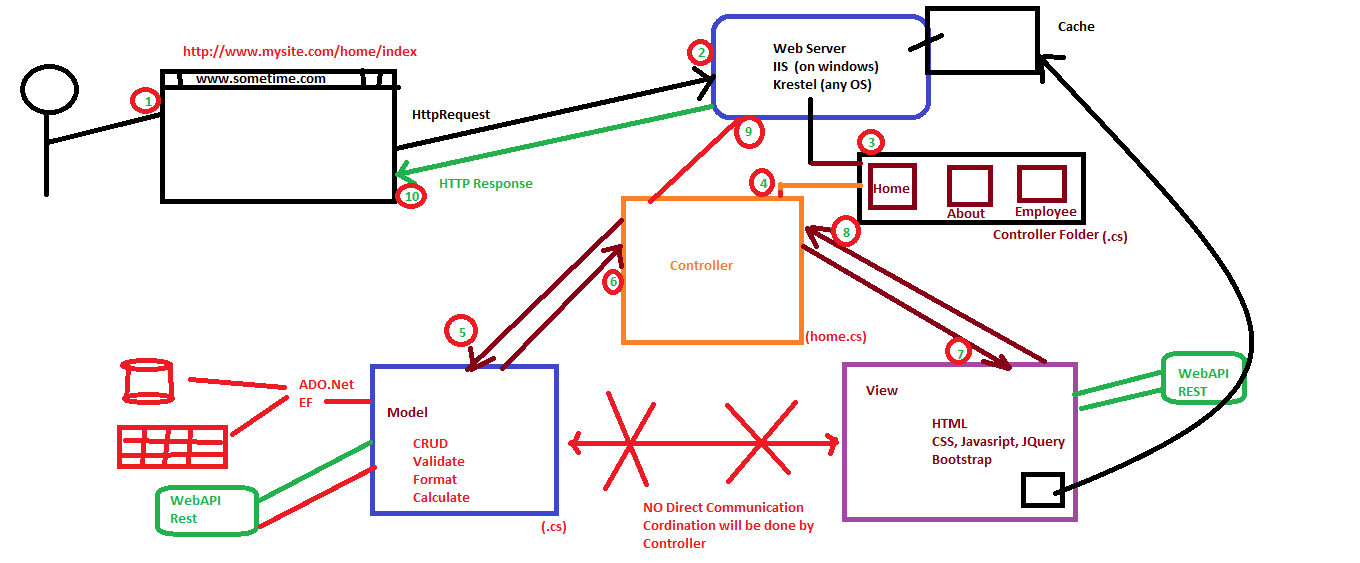 http://www.mysite.com/home/index
www.sometime.com
1
HttpRequest
HTTP Response
10
2
Web Server
IIS (on windows)
Krestel (any OS)
Cache
9
3
4
Home
About
Employee
8
Controller Folder (.cs)
Controller
6
(home.cs)
5
7
ADO.Net
EF
Model
CRUD
Validate
Format
Calculate
(.cs)
WebAPI
Rest
NO Direct Communication
Cordination will be done by
Controller
View
HTML
CSS, Javasript, JQuery
Bootstrap
WebAPI
REST